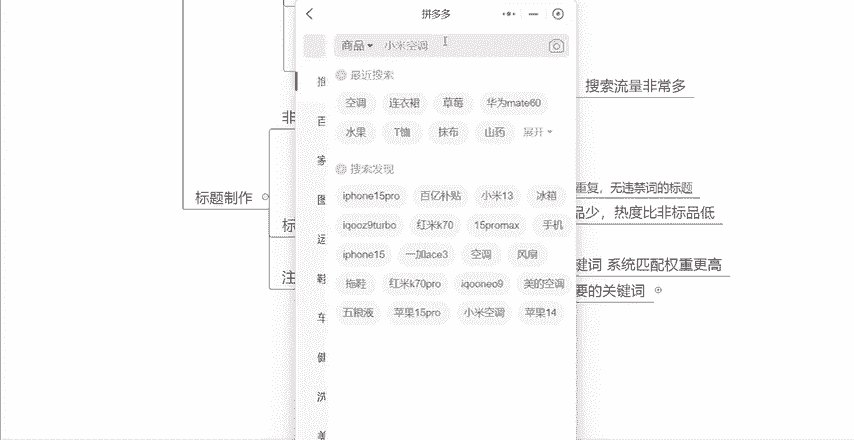 拼多多
商品 小米空调
最近搜索
空调 连衣裙 草莓 华为mate60
水果 T恤 抹布 山药 展开
搜索发现
iphone15pro 百亿补贴 小米13 冰箱
iqooz9turbo 红米k70 15promax 手机
iphone15 一加ace3 空调 风扇
拖鞋 红米k70pro iqooneo9 美的空调
五粮液 苹果15pro 小米空调 苹果14
推
百
家
图
运
鞋
车
健
洗
美
非
标题制作
标
注
搜索流量非常多
重复，无违禁词的标题
品少，热度比非标品低
键词 系统匹配权重更高
要的关键词